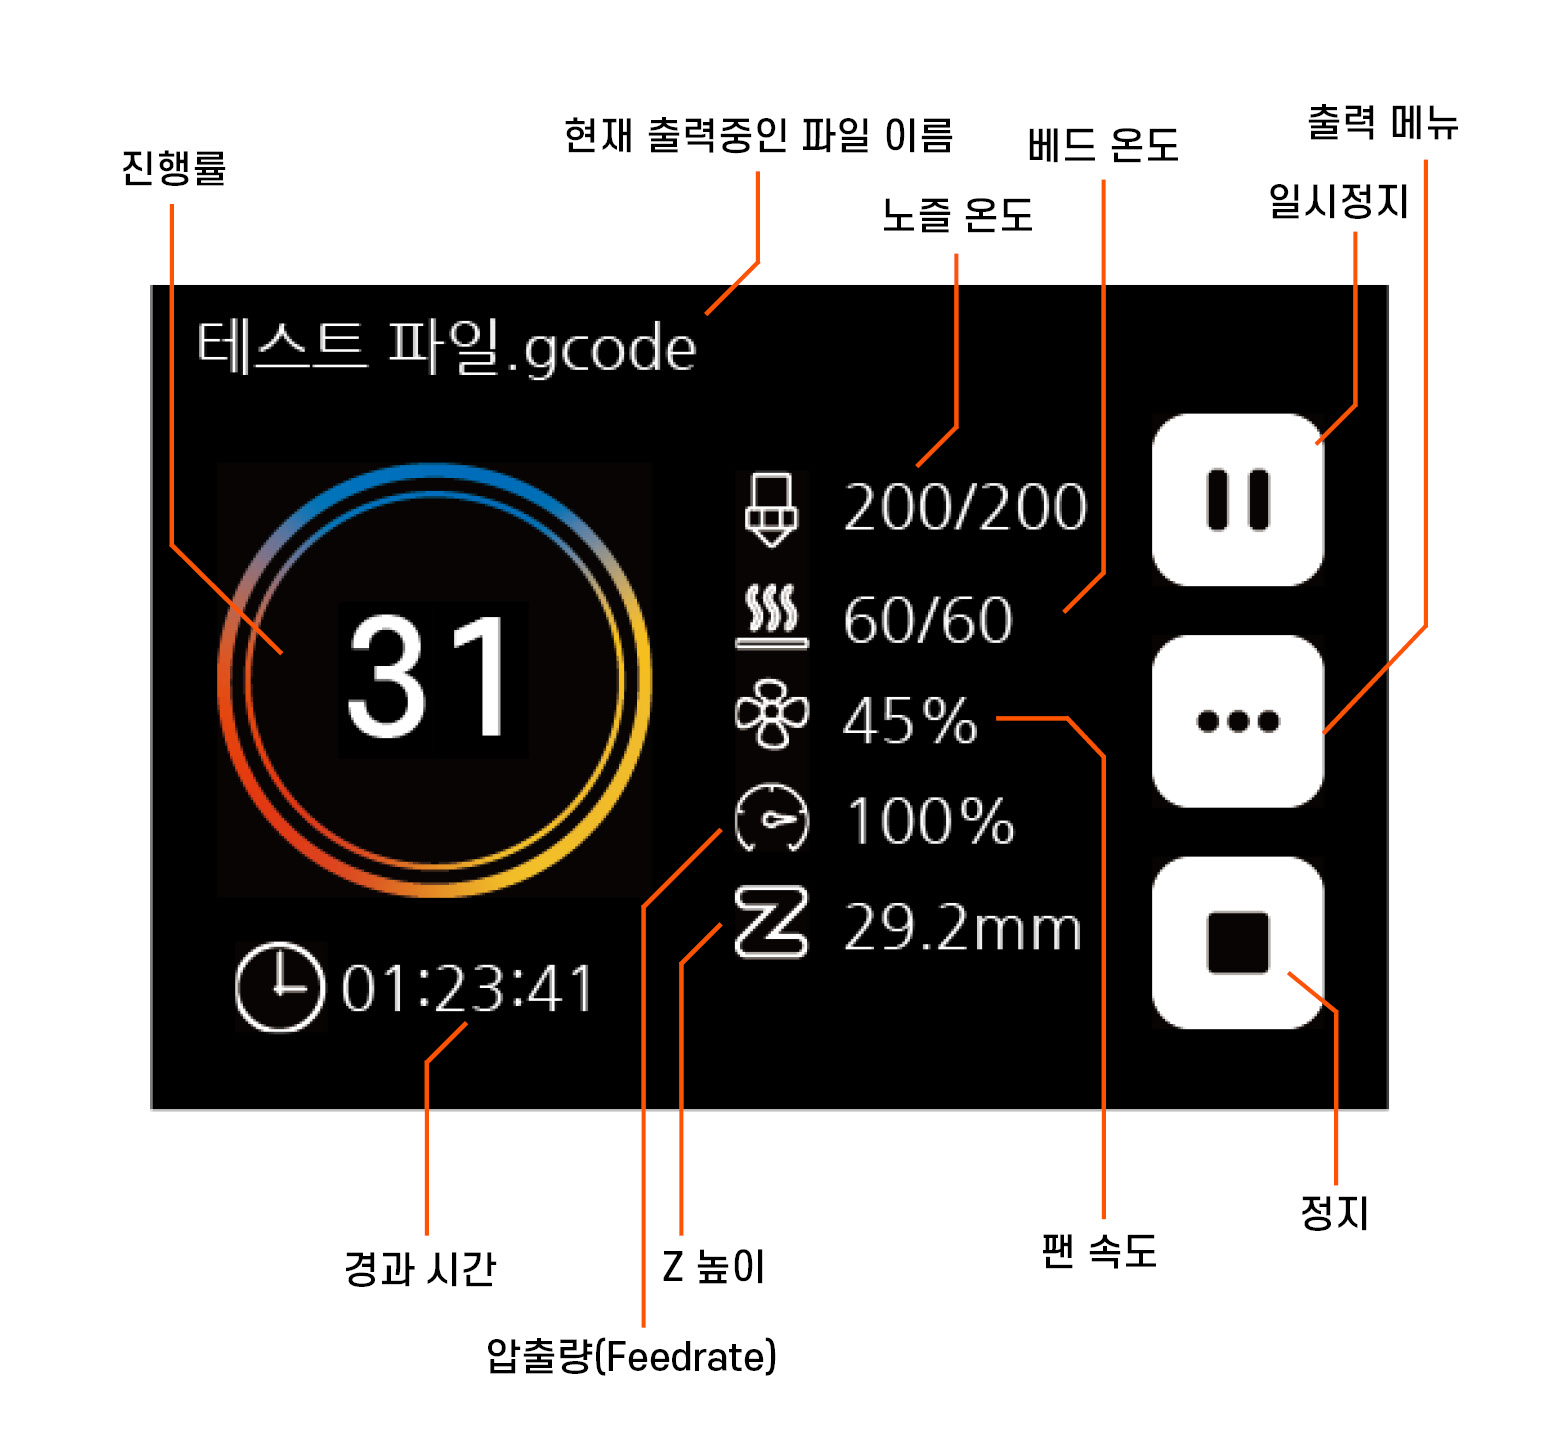 현재 출력중인 파일 이름
출력 메뉴
베드 온도
진행률
노즐 온도
일시정지
테스트 파일.gcode
31
200/200
60/60
45%
100%
29.2mm
01:23:41
정지
팬 속도
경과 시간
Z 높이
압출량(Feedrate)